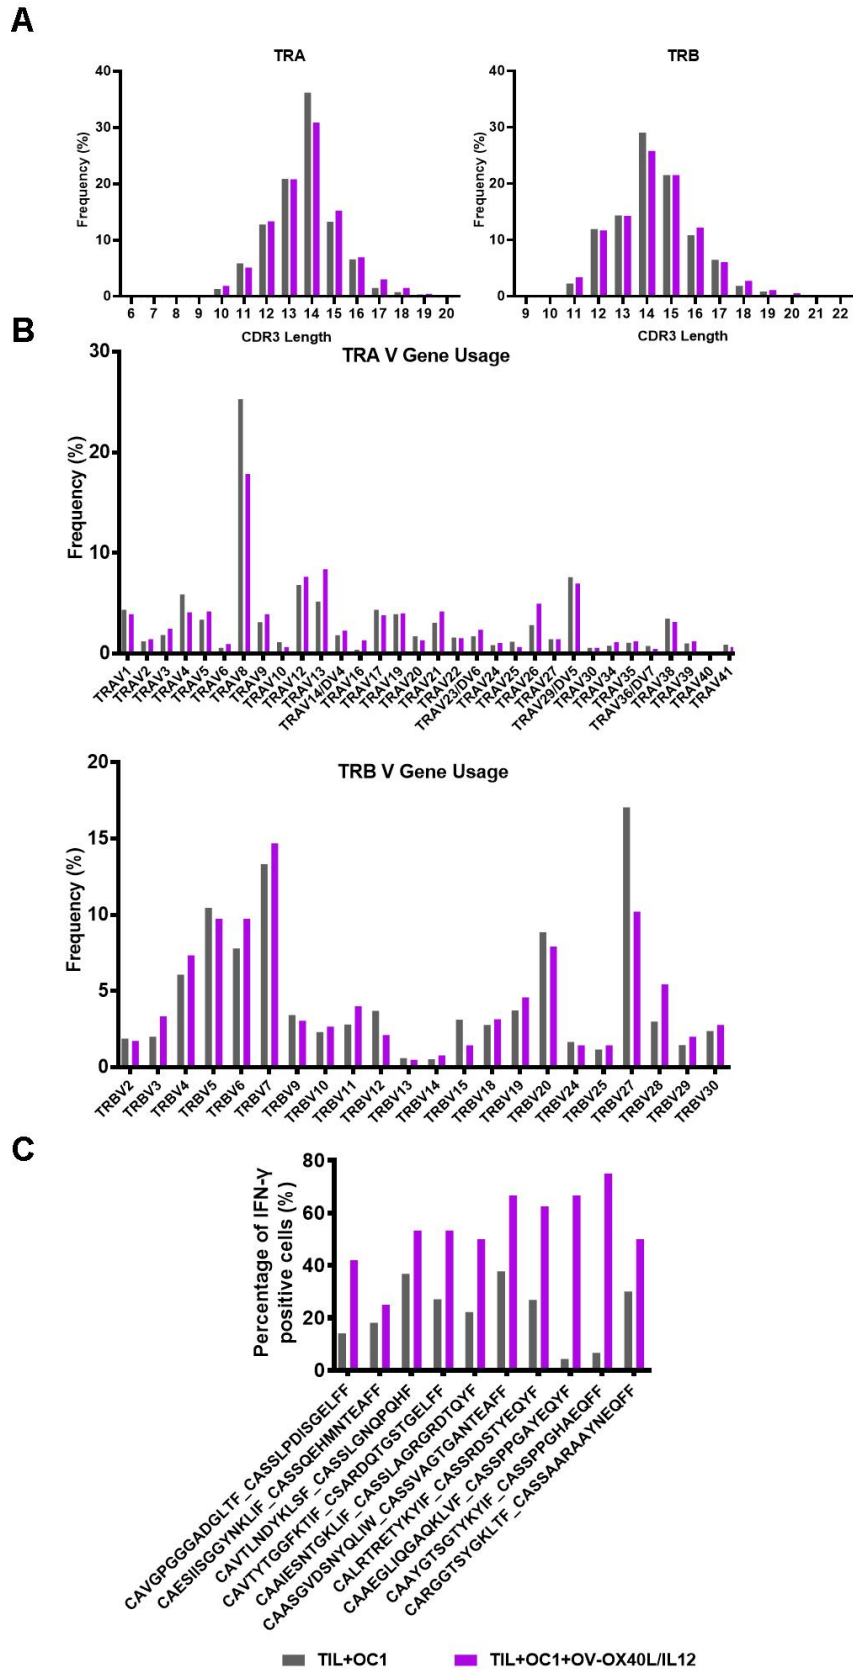 A
TRA
TRB
Frequency (%)
40
30
20
10
0
6 7 8 9 10 11 12 13 14 15 16 17 18 19 20
CDR3 Length
Frequency (%)
40
30
20
10
0
9 10 11 12 13 14 15 16 17 18 19 20 21 22
CDR3 Length
B
TRA V Gene Usage
Frequency (%)
30
20
10
0
TRAV1
TRAV2
TRAV3
TRAV4
TRAV5
TRAV6
TRAV8
TRAV9
TRAV10
TRAV12
TRAV13
TRAV14/DV4
TRAV16
TRAV17
TRAV19
TRAV20
TRAV21
TRAV22
TRAV23/DV6
TRAV24
TRAV25
TRAV26
TRAV27
TRAV29/DV5
TRAV30
TRAV34
TRAV35
TRAV36/DV7
TRAV38
TRAV39
TRAV40
TRAV41
TRB V Gene Usage
Frequency (%)
20
15
10
5
0
TRBV2
TRBV3
TRBV4
TRBV5
TRBV6
TRBV7
TRBV9
TRBV10
TRBV11
TRBV12
TRBV13
TRBV14
TRBV15
TRBV18
TRBV19
TRBV20
TRBV24
TRBV25
TRBV27
TRBV28
TRBV29
TRBV30
C
Percentage of IFN-γ
positive cells (%)
80
60
40
20
0
CAVGPGGGADGLTF_CASSLPDISGELFF
CAESIISGGYNKLIF_CASSQEHMNTEAFF
CAVTLNDYKLSF_CASSLGNQPQHF
CAVTYTGGFKTIF_CSARDQTGSTGELFF
CAAIESNTGKLIF_CASSLAGRGRDTQYF
CAASGVDSNYQLIW_CASSVAGTGANTEAFF
CALRTRETYKYIF_CASSRDSTYEQYF
CAAEGLIQGAQKLVF_CASSPPGAYEQYF
CAAYGTSGTYKYIF_CASSPPGHAEQFF
CARGGTSYGKLTF_CASSAARAAYNEQFF
TIL+OC1
TIL+OC1+OV-OX40L/IL12